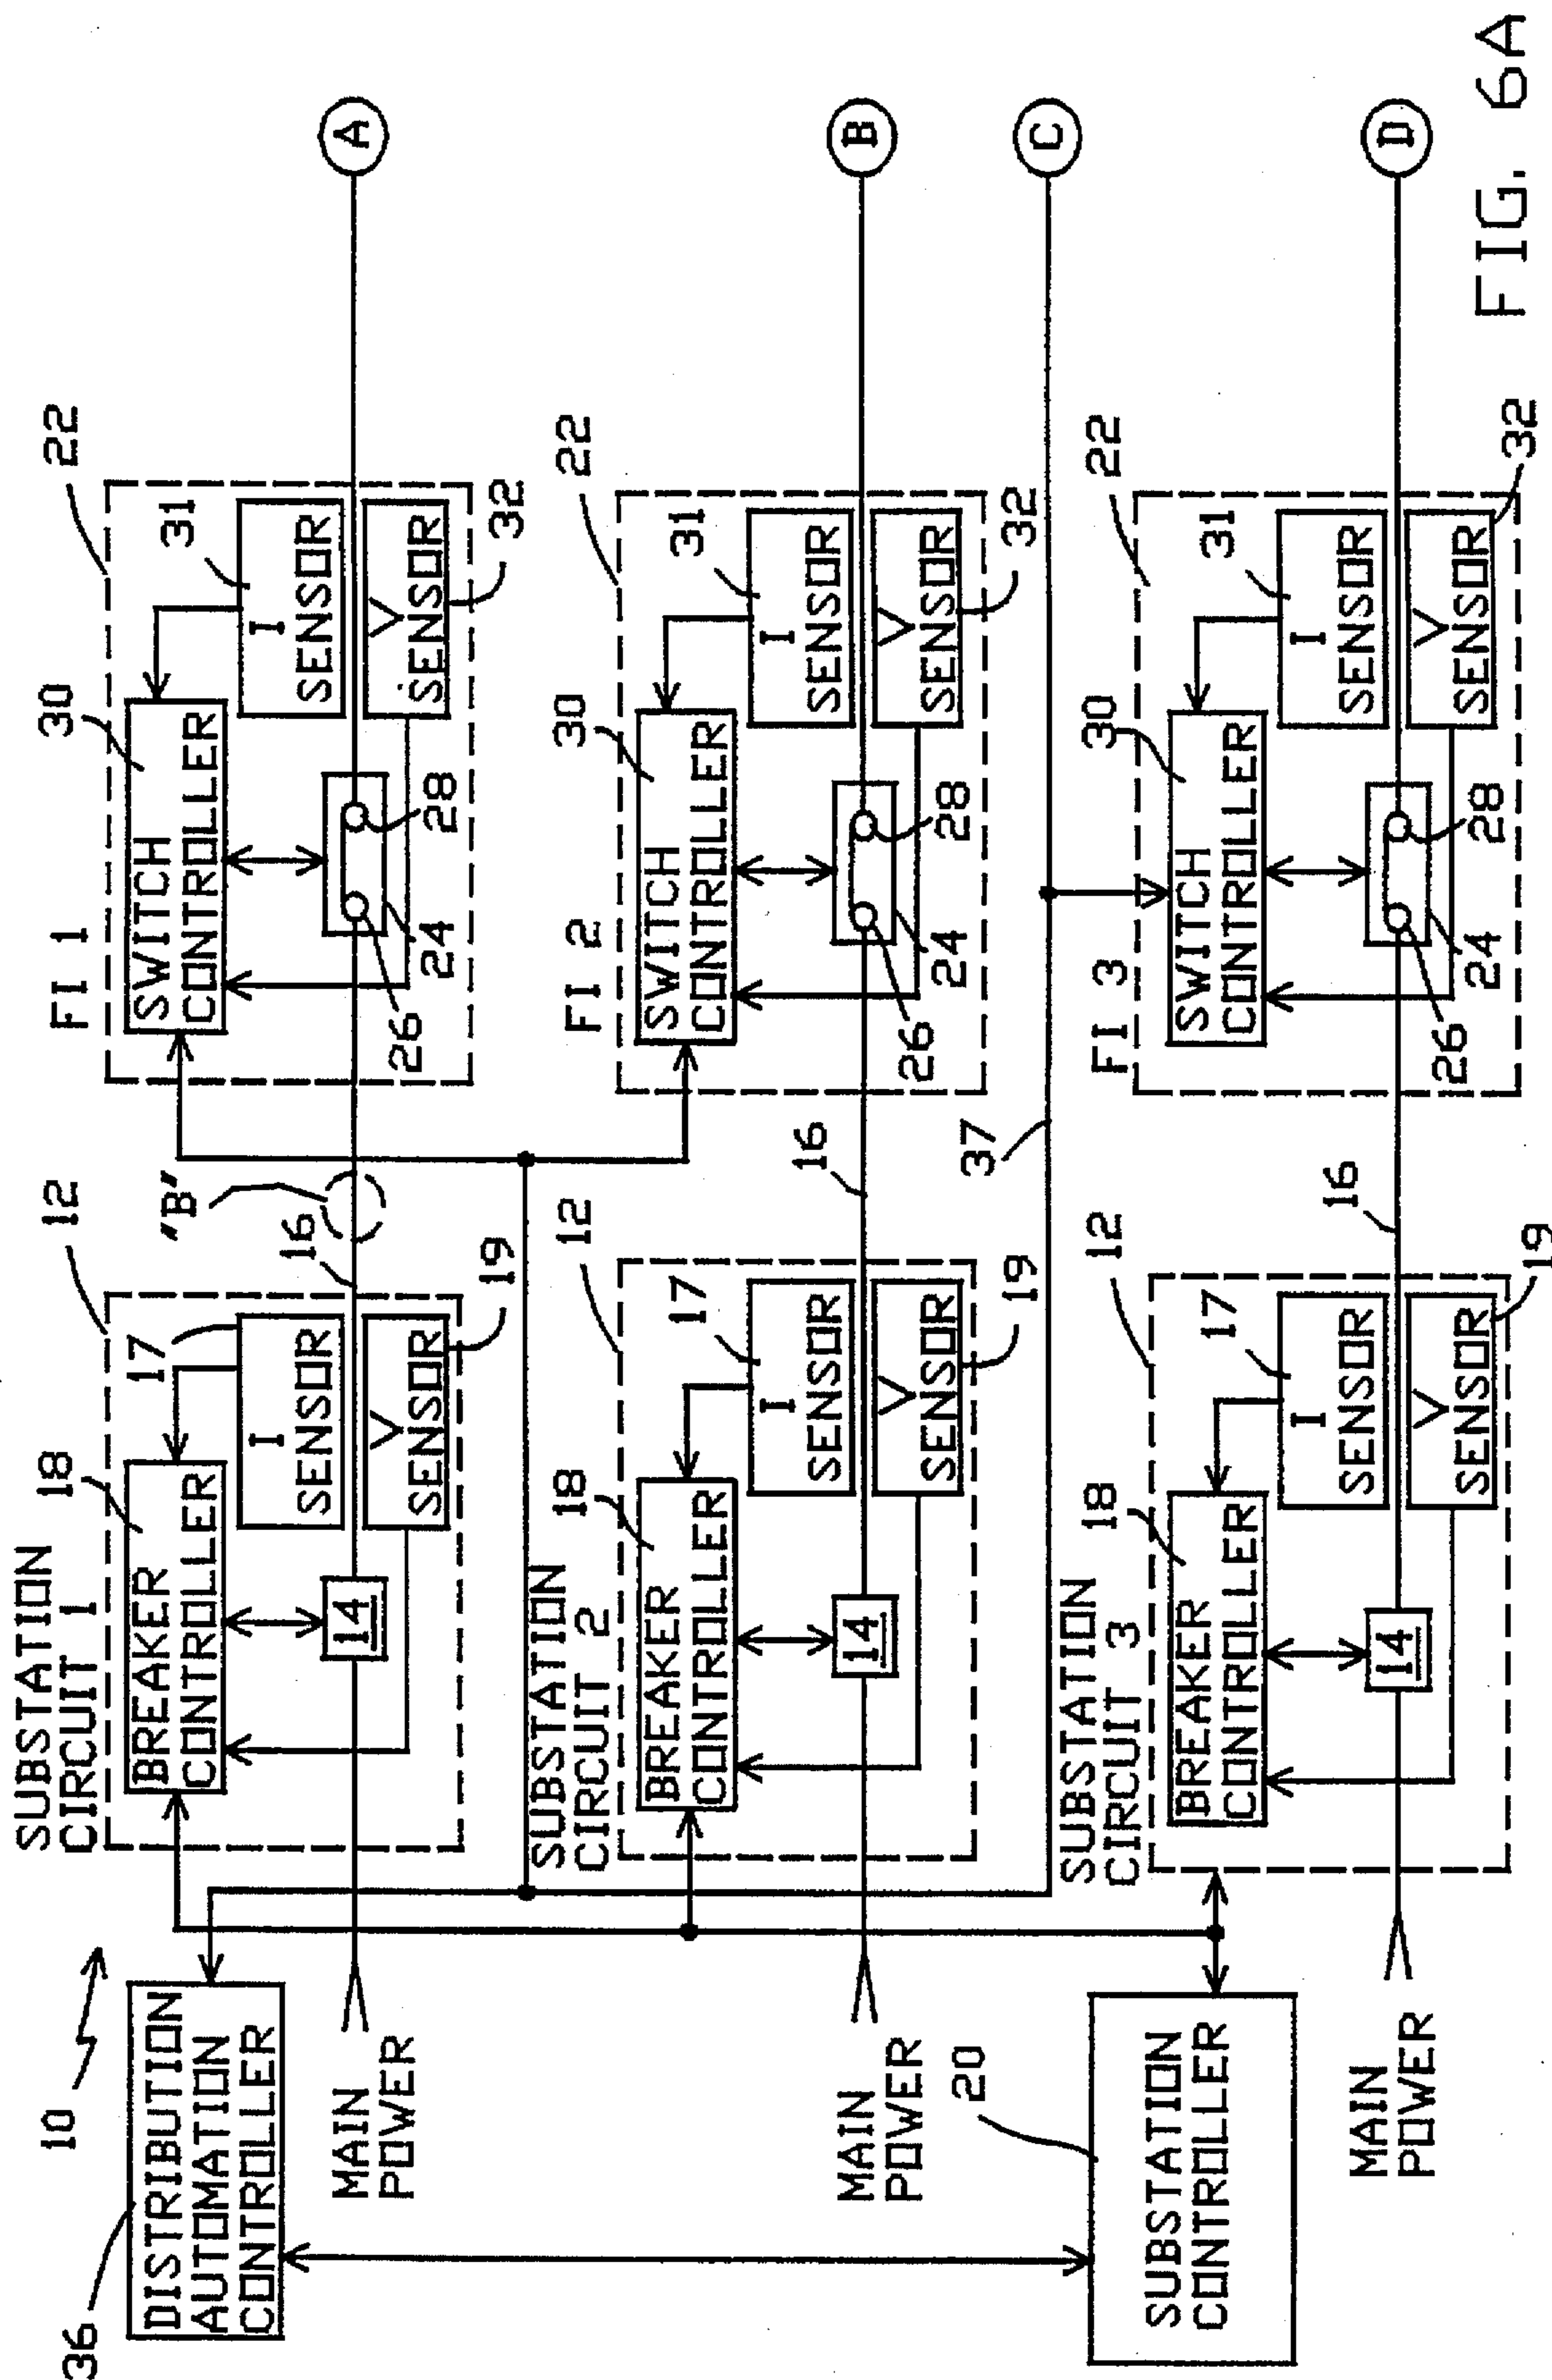 10
36
DISTRIBUTION
AUTOMATION
CONTROLLER
MAIN
POWER
SUBSTATION
CIRCUIT 1
12
18
BREAKER
CONTROLLER
17
I
SENSOR
V
SENSOR
19
14
16
"B"
FI 1
22
30
SWITCH
CONTROLLER
31
I
SENSOR
V
SENSOR
32
26
24
28
A
MAIN
POWER
SUBSTATION
CIRCUIT 2
12
18
BREAKER
CONTROLLER
17
I
SENSOR
V
SENSOR
19
14
16
FI 2
22
30
SWITCH
CONTROLLER
31
I
SENSOR
V
SENSOR
32
26
24
28
B
37
C
20
SUBSTATION
CONTROLLER
MAIN
POWER
SUBSTATION
CIRCUIT 3
12
18
BREAKER
CONTROLLER
17
I
SENSOR
V
SENSOR
19
14
16
FI 3
22
30
SWITCH
CONTROLLER
31
I
SENSOR
V
SENSOR
32
26
24
28
D
FIG. 6A